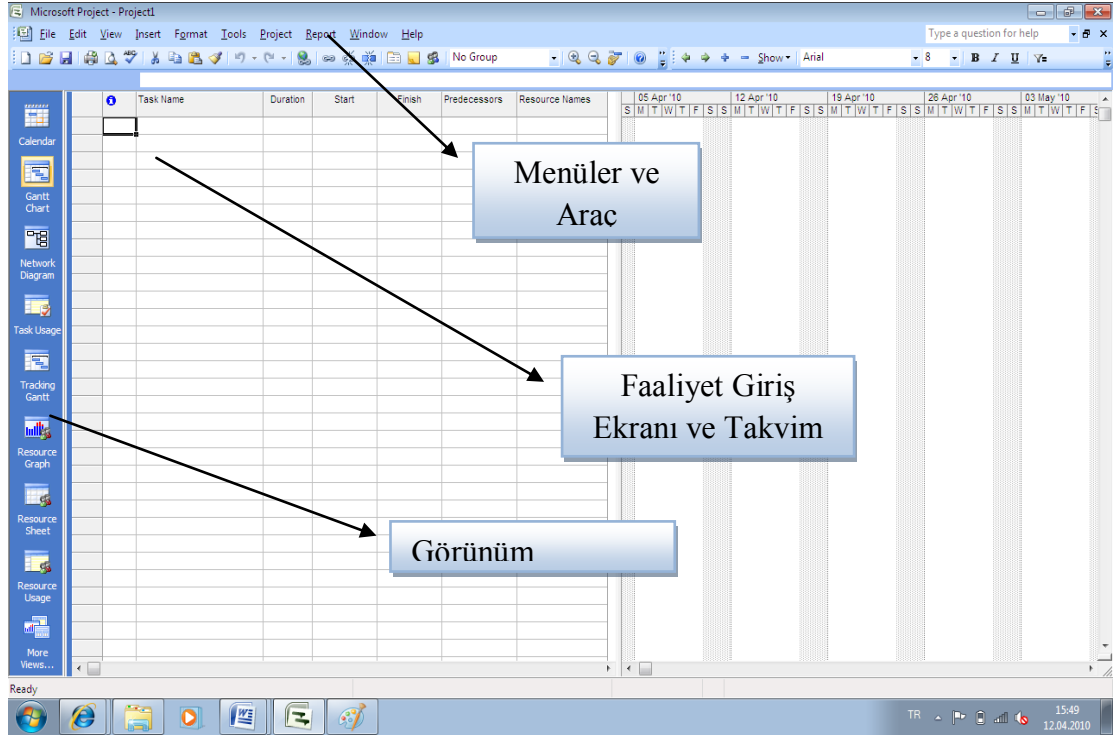 Microsoft Project - Project1
File Edit View Insert Format Tools Project Report Window Help Type a question for help
No Group Show Arial 8 B I U
Task Name Duration Start Finish Predecessors Resource Names 05 Apr '10 12 Apr '10 19 Apr '10 26 Apr '10 03 May '10
S M T W T F S S M T W T F S S M T W T F S S M T W T F S S M T W T F S
Calendar
Gantt
Chart
Network
Diagram
Task Usage
Tracking
Gantt
Resource
Graph
Resource
Sheet
Resource
Usage
More
Views...
Menüler ve
Araç
Faaliyet Giriş
Ekranı ve Takvim
Görünüm
Ready
TR 15:49
12.04.2010